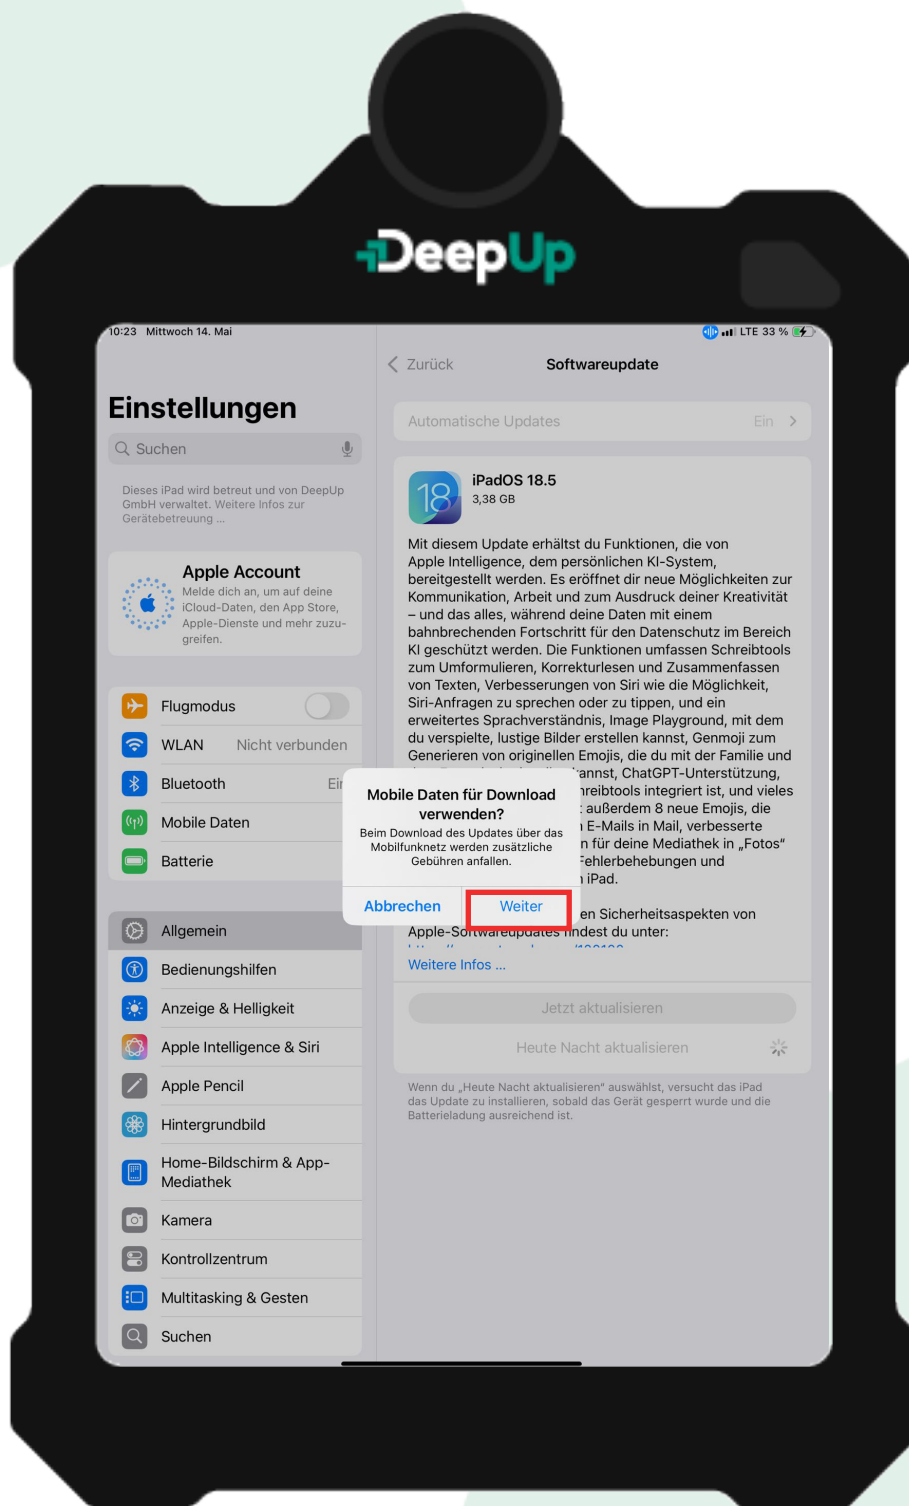 DeepUp
10:23 Mittwoch 14. Mai
LTE 33 %
Einstellungen
Suchen
Dieses iPad wird betreut und von DeepUp
GmbH verwaltet. Weitere Infos zur
Gerätebetreuung ...
Apple Account
Melde dich an, um auf deine
iCloud-Daten, den App Store,
Apple-Dienste und mehr zuzu-
greifen.
Flugmodus
WLAN Nicht verbunden
Bluetooth
Mobile Daten
Batterie
Allgemein
Bedienungshilfen
Anzeige & Helligkeit
Apple Intelligence & Siri
Apple Pencil
Hintergrundbild
Home-Bildschirm & App-
Mediathek
Kamera
Kontrollzentrum
Multitasking & Gesten
Suchen
Zurück
Softwareupdate
Automatische Updates Ein
18
iPadOS 18.5
3,38 GB
Mit diesem Update erhältst du Funktionen, die von
Apple Intelligence, dem persönlichen KI-System,
bereitgestellt werden. Es eröffnet dir neue Möglichkeiten zur
Kommunikation, Arbeit und zum Ausdruck deiner Kreativität
– und das alles, während deine Daten mit einem
bahnbrechenden Fortschritt für den Datenschutz im Bereich
KI geschützt werden. Die Funktionen umfassen Schreibtools
zum Umformulieren, Korrekturlesen und Zusammenfassen
von Texten, Verbesserungen von Siri wie die Möglichkeit,
Siri-Anfragen zu sprechen oder zu tippen, und ein
erweitertes Sprachverständnis, Image Playground, mit dem
du verspielte, lustige Bilder erstellen kannst, Genmoji zum
Generieren von originellen Emojis, die du mit der Familie und
kannst, ChatGPT-Unterstützung,
integriert ist, und vieles
außerdem 8 neue Emojis, die
E-Mails in Mail, verbesserte
für deine Mediathek in „Fotos“
Fehlerbehebungen und
iPad.
Sicherheitsaspekten von
Apple-Softwareupdates findest du unter:
Weitere Infos ...
Jetzt aktualisieren
Heute Nacht aktualisieren
Wenn du „Heute Nacht aktualisieren“ auswählst, versucht das iPad
das Update zu installieren, sobald das Gerät gesperrt wurde und die
Batterieladung ausreichend ist.
Mobile Daten für Download
verwenden?
Beim Download des Updates über das
Mobilfunknetz werden zusätzliche
Gebühren anfallen.
Abbrechen Weiter